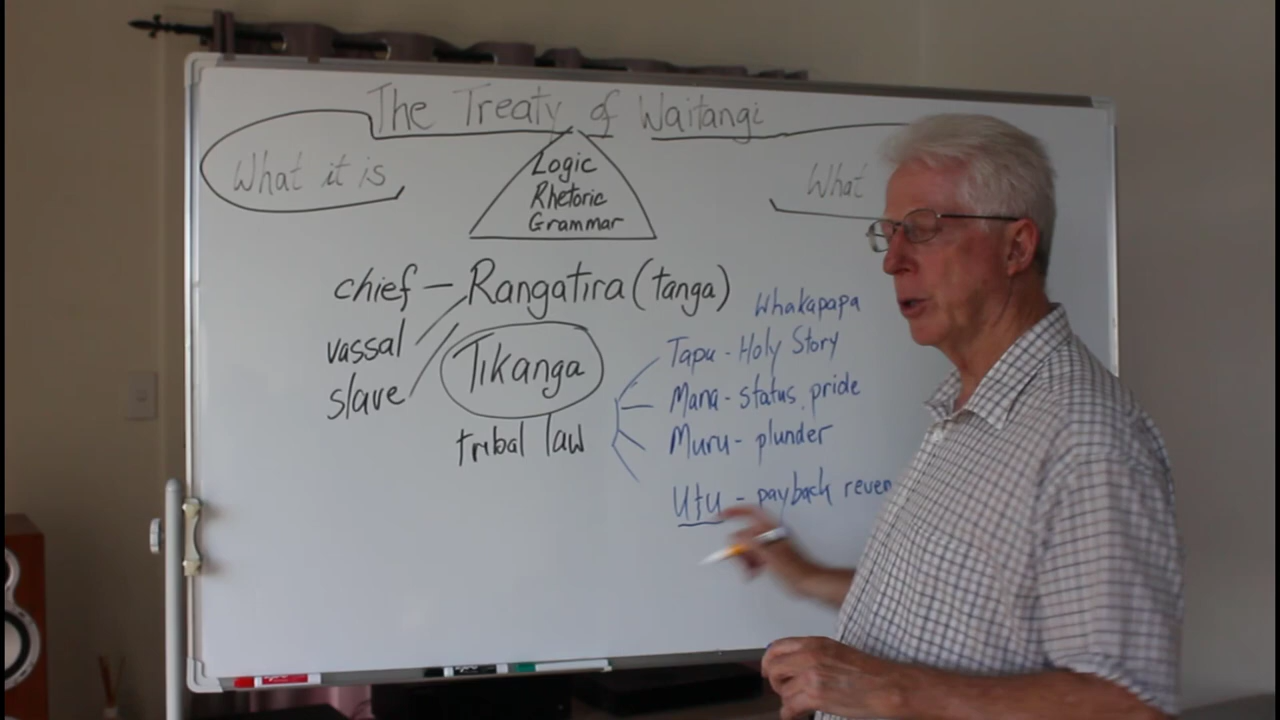 The Treaty of Waitangi
What it is
Logic
Rhetoric
Grammar
What
chief – Rangatira (tanga)
vassal
slave
Tikanga
tribal law
Whakapapa
Tapu - Holy Story
Mana - status, pride
Muru - plunder
Utu - payback reven